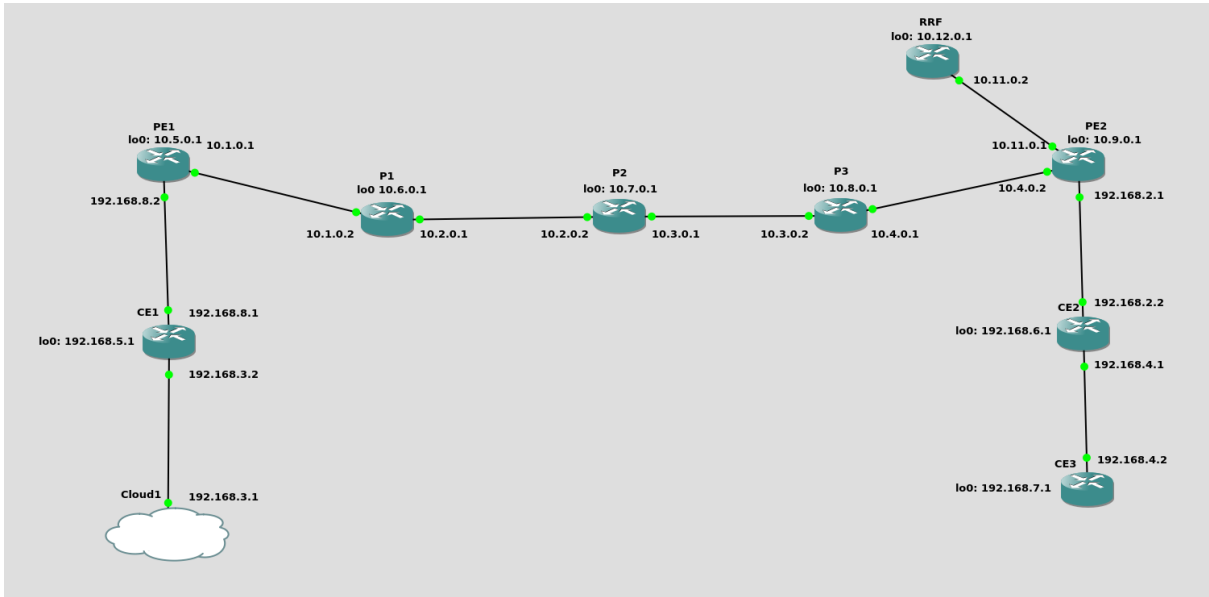 RRF
lo0: 10.12.0.1
10.11.0.2
PE1
lo0: 10.5.0.1
10.1.0.1
PE2
lo0: 10.9.0.1
10.11.0.1
P1
lo0 10.6.0.1
P2
lo0: 10.7.0.1
P3
lo0: 10.8.0.1
10.4.0.2
192.168.2.1
192.168.8.2
10.1.0.2
10.2.0.1
10.2.0.2
10.3.0.1
10.3.0.2
10.4.0.1
CE1
192.168.8.1
lo0: 192.168.5.1
192.168.3.2
CE2
192.168.2.2
lo0: 192.168.6.1
192.168.4.1
CE3
192.168.4.2
lo0: 192.168.7.1
Cloud1
192.168.3.1